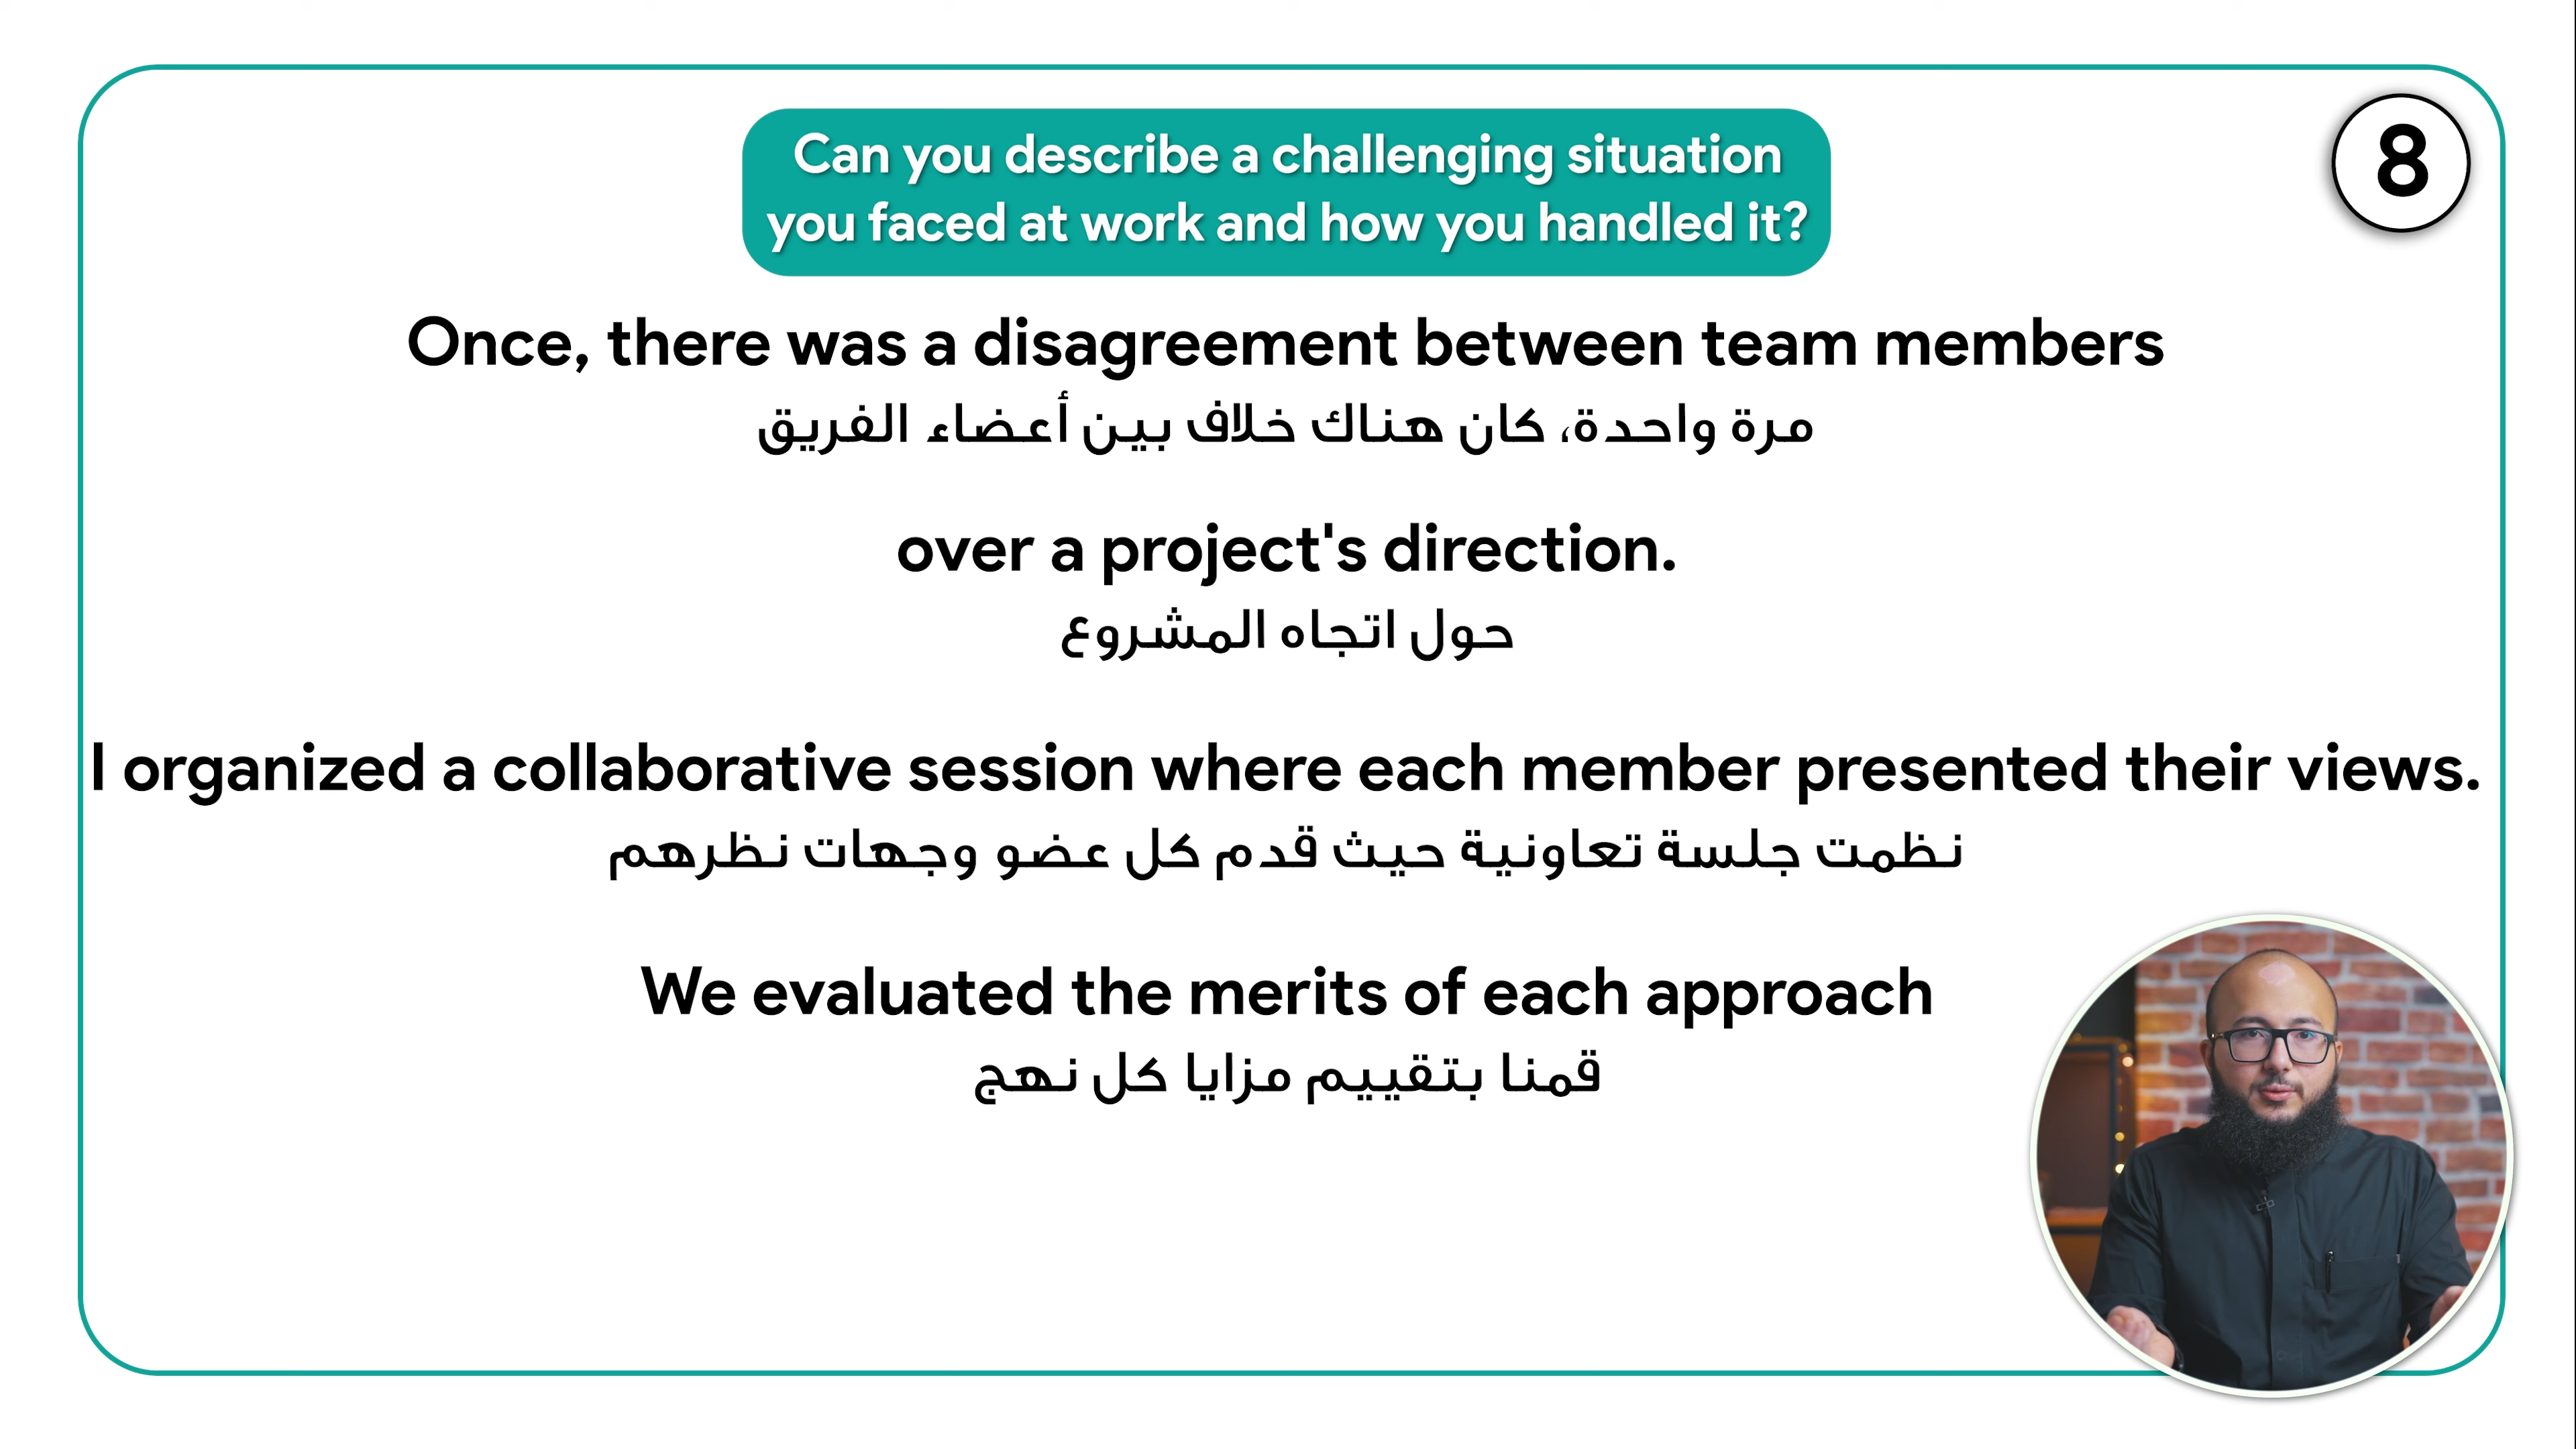 Can you describe a challenging situation
you faced at work and how you handled it?
8
Once, there was a disagreement between team members
مرة واحدة، كان هناك خلاف بين أعضاء الفريق
over a project's direction.
حول اتجاه المشروع
I organized a collaborative session where each member presented their views.
نظمت جلسة تعاونية حيث قدم كل عضو وجهات نظرهم
We evaluated the merits of each approach
قمنا بتقييم مزايا كل نهج